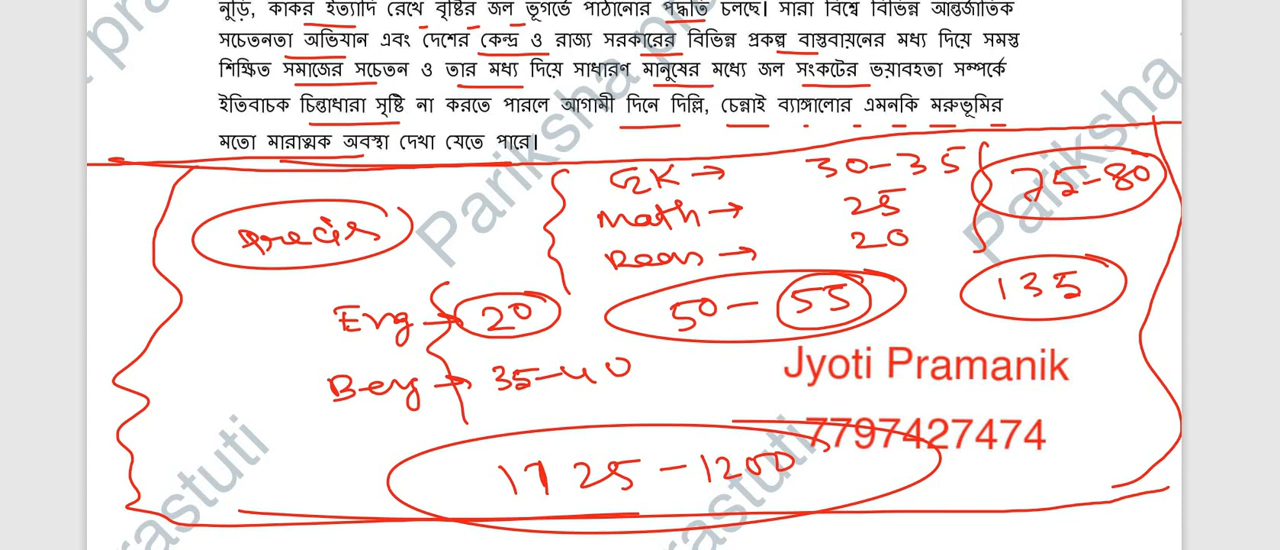 নুড়ি, কাকর ইত্যাদি রেখে বৃষ্টির জল ভূগর্ভে পাঠানোর পদ্ধতি চলছে। সারা বিশ্বে বিভিন্ন আন্তর্জাতিক
সচেতনতা অভিযান এবং দেশের কেন্দ্র ও রাজ্য সরকারের বিভিন্ন প্রকল্প বাস্তবায়নের মধ্য দিয়ে সমস্ত
শিক্ষিত সমাজের সচেতন ও তার মধ্য দিয়ে সাধারণ মানুষের মধ্যে জল সংকটের ভয়াবহতা সম্পর্কে
ইতিবাচক চিন্তাধারা সৃষ্টি না করতে পারলে আগামী দিনে দিল্লি, চেন্নাই ব্যাঙ্গালোর এমনকি মরুভূমির
মতো মারাত্মক অবস্থা দেখা যেতে পারে।
GK → 30-35 75-80
Math → 25
Precis
Reas → 20
Eng → 20 50-55 135
Beng → 35-40
Jyoti Pramanik
7797427474
1125-1200
Pariksha
Pariksha
prastuti
rastuti